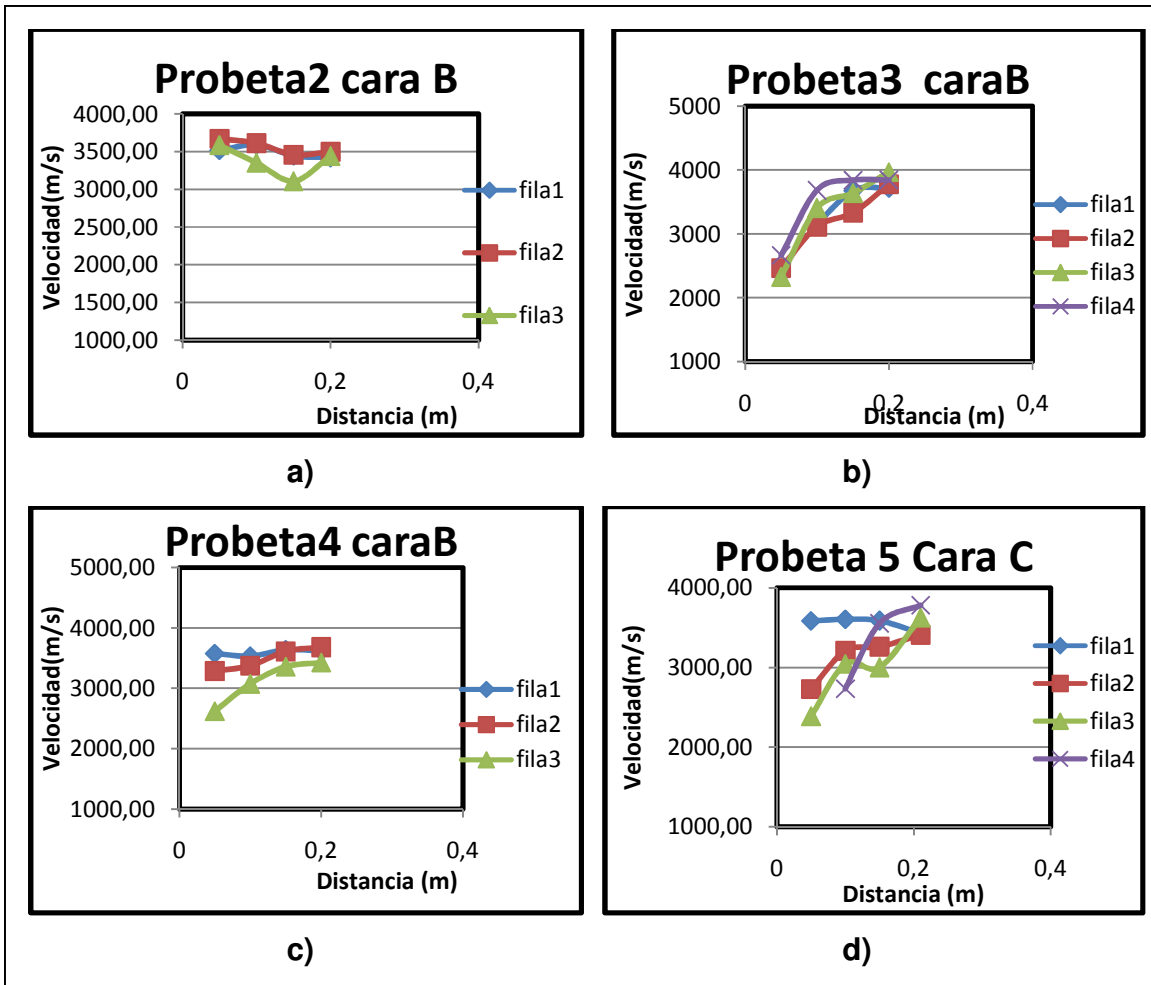 Probeta2 cara B
Velocidad(m/s)
4000,00
3500,00
3000,00
2500,00
2000,00
1500,00
1000,00
0
0,2
0,4
Distancia (m)
fila1
fila2
fila3
a)
Probeta3 caraB
Velocidad(m/s)
5000
4000
3000
2000
1000
0
0,2
0,4
Distancia (m)
fila1
fila2
fila3
fila4
b)
Probeta4 caraB
Velocidad(m/s)
5000,00
4000,00
3000,00
2000,00
1000,00
0
0,2
0,4
Distancia (m)
fila1
fila2
fila3
c)
Probeta 5 Cara C
Velocidad(m/s)
4000,00
3000,00
2000,00
1000,00
0
0,2
0,4
Distancia (m)
fila1
fila2
fila3
fila4
d)